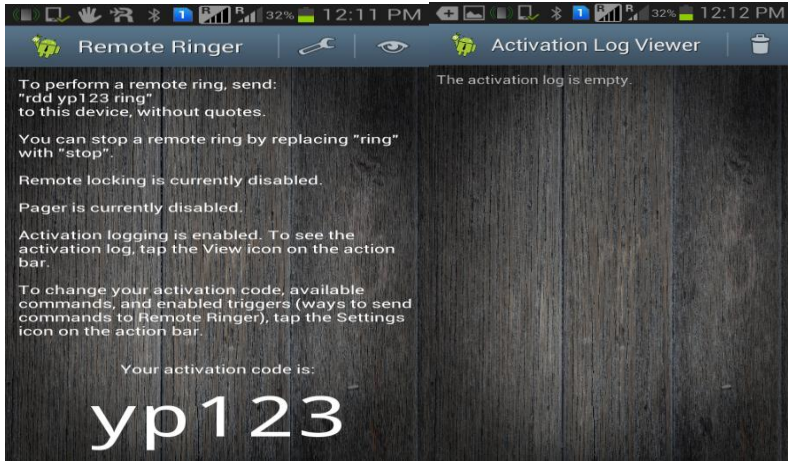 32% 12:11 PM
Remote Ringer
To perform a remote ring, send:
"rdd yp123 ring"
to this device, without quotes.
You can stop a remote ring by replacing "ring"
with "stop".
Remote locking is currently disabled.
Pager is currently disabled.
Activation logging is enabled. To see the
activation log, tap the View icon on the action
bar.
To change your activation code, available
commands, and enabled triggers (ways to send
commands to Remote Ringer), tap the Settings
icon on the action bar.
Your activation code is:
yp123
1 R R 32% 12:12 PM
Activation Log Viewer
The activation log is empty.